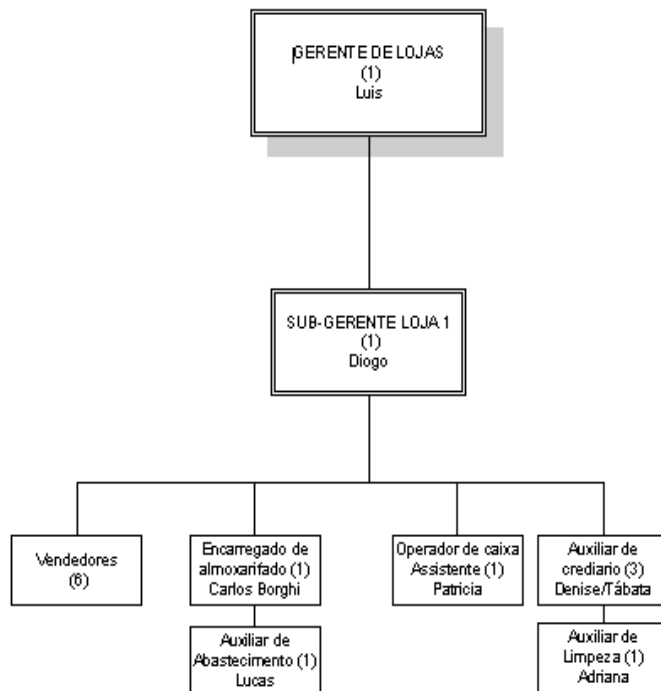 GERENTE DE LOJAS
(1)
Luis
SUB-GERENTE LOJA 1
(1)
Diogo
Vendedores
(6)
Encarregado de
almoxarifado (1)
Carlos Borghi
Operador de caixa
Assistente (1)
Patricia
Auxiliar de
crediario (3)
Denise/Tábata
Auxiliar de
Abastecimento (1)
Lucas
Auxiliar de
Limpeza (1)
Adriana